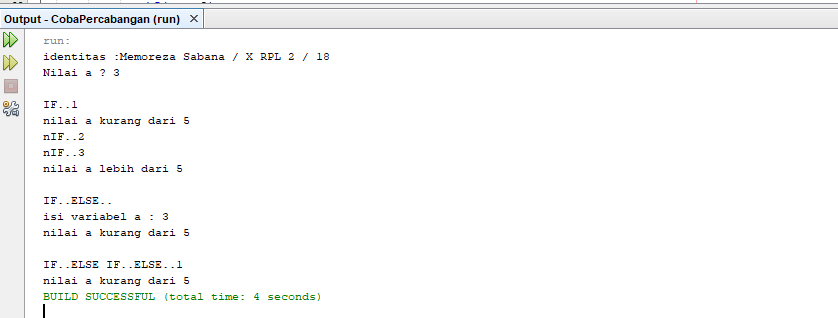 Output - CobaPercabangan (run)
run:
identitas :Memoreza Sabana / X RPL 2 / 18
Nilai a ? 3
IF..1
nilai a kurang dari 5
nIF..2
nIF..3
nilai a lebih dari 5
IF..ELSE..
isi variabel a : 3
nilai a kurang dari 5
IF..ELSE IF..ELSE..1
nilai a kurang dari 5
BUILD SUCCESSFUL (total time: 4 seconds)